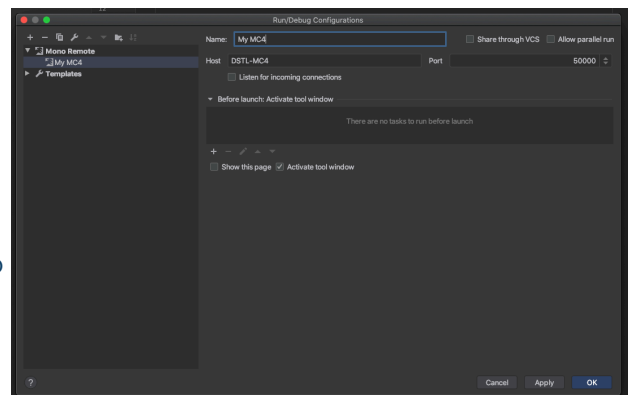 Run/Debug Configurations
Name: My MC4 Share through VCS Allow parallel run
Mono Remote
My MC4
Templates
Host DSTL-MC4 Port 50000
Listen for incoming connections
Before launch: Activate tool window
There are no tasks to run before launch
Show this page Activate tool window
? Cancel Apply OK